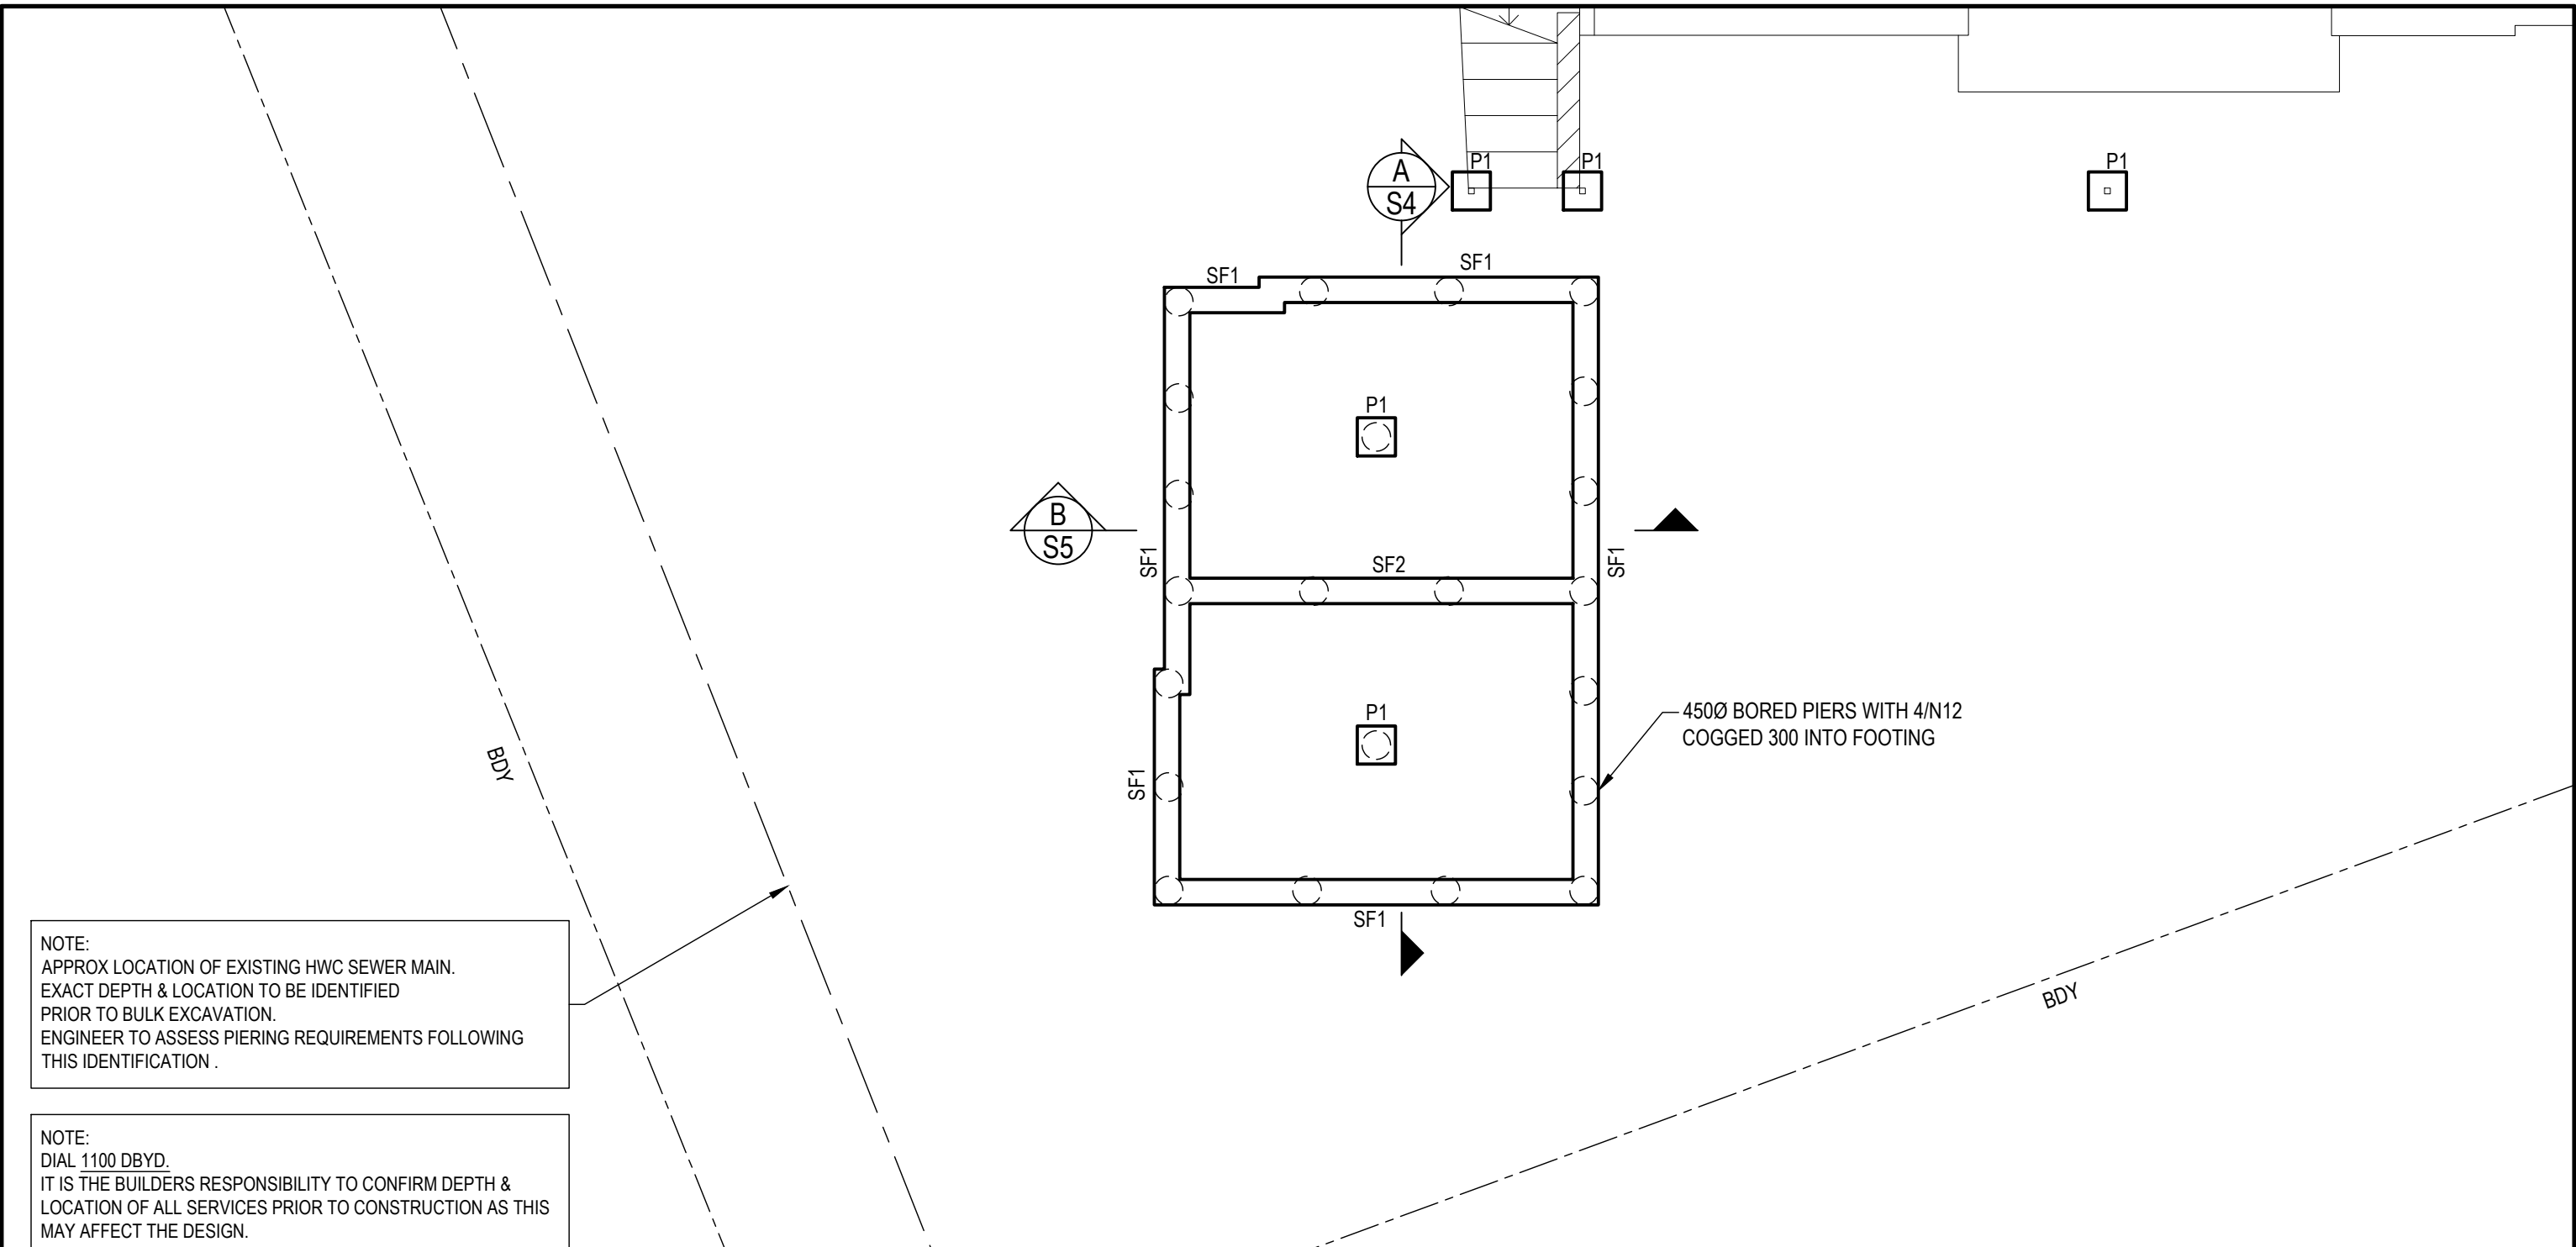 P1
P1
P1
A
S4
SF1
SF1
P1
B
S5
SF1
SF2
SF1
P1
450Ø BORED PIERS WITH 4/N12
COGGED 300 INTO FOOTING
BDY
SF1
SF1
BDY
NOTE:
APPROX LOCATION OF EXISTING HWC SEWER MAIN.
EXACT DEPTH & LOCATION TO BE IDENTIFIED
PRIOR TO BULK EXCAVATION.
ENGINEER TO ASSESS PIERING REQUIREMENTS FOLLOWING
THIS IDENTIFICATION .
NOTE:
DIAL 1100 DBYD.
IT IS THE BUILDERS RESPONSIBILITY TO CONFIRM DEPTH &
LOCATION OF ALL SERVICES PRIOR TO CONSTRUCTION AS THIS
MAY AFFECT THE DESIGN.